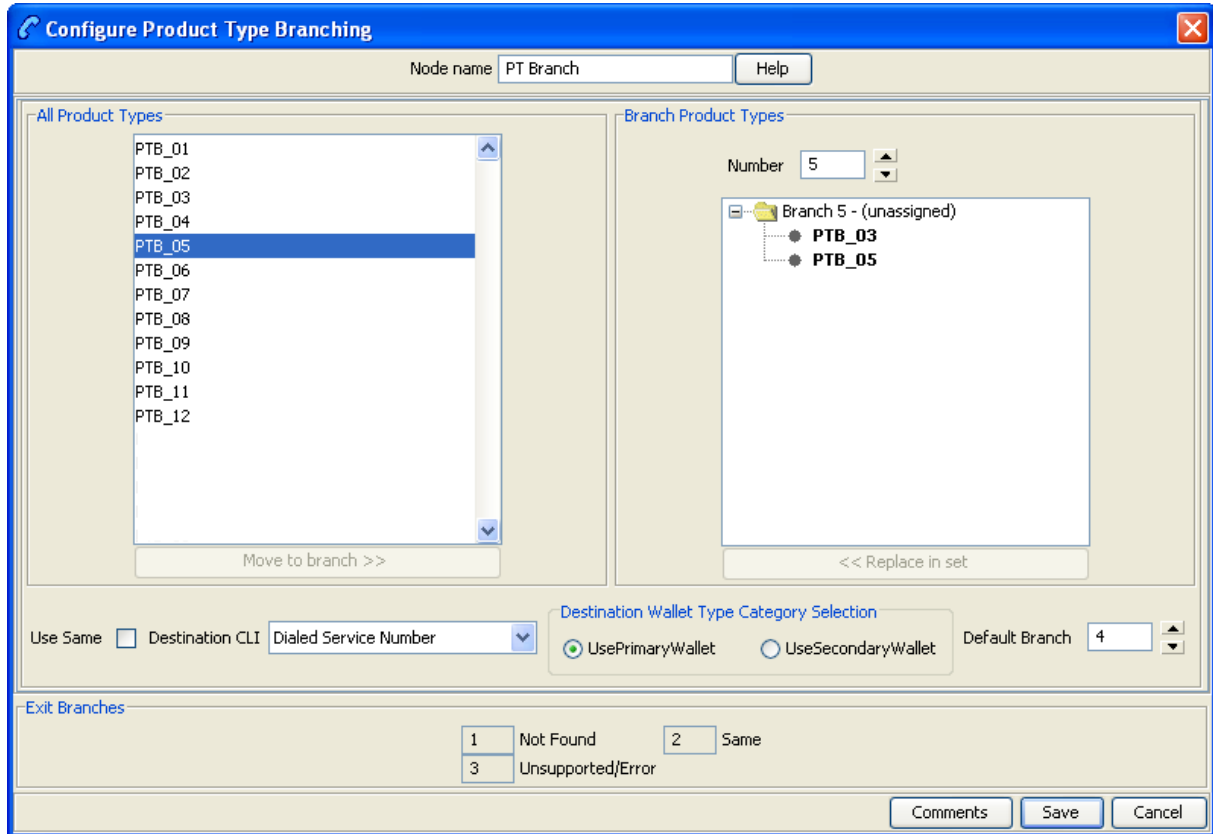 Configure Product Type Branching
Node name PT Branch Help
All Product Types
PTB_01
PTB_02
PTB_03
PTB_04
PTB_05
PTB_06
PTB_07
PTB_08
PTB_09
PTB_10
PTB_11
PTB_12
Move to branch >>
Branch Product Types
Number 5
Branch 5 - (unassigned)
PTB_03
PTB_05
<< Replace in set
Use Same Destination CLI Dialed Service Number
Destination Wallet Type Category Selection
UsePrimaryWallet UseSecondaryWallet
Default Branch 4
Exit Branches
1 Not Found 2 Same
3 Unsupported/Error
Comments Save Cancel